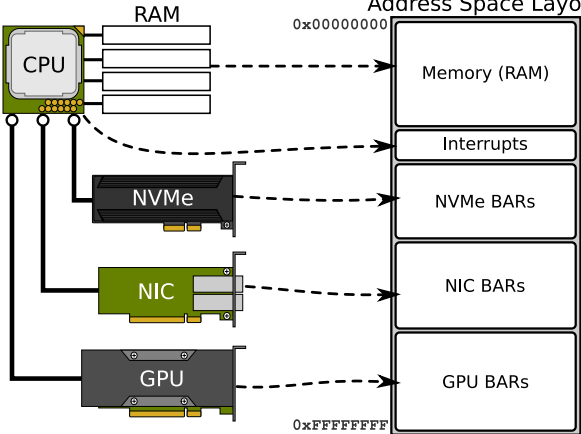 RAM
Address Space Layo
0x00000000
CPU
Memory (RAM)
Interrupts
NVMe
NVMe BARs
NIC
NIC BARs
GPU
GPU BARs
0xFFFFFFFF